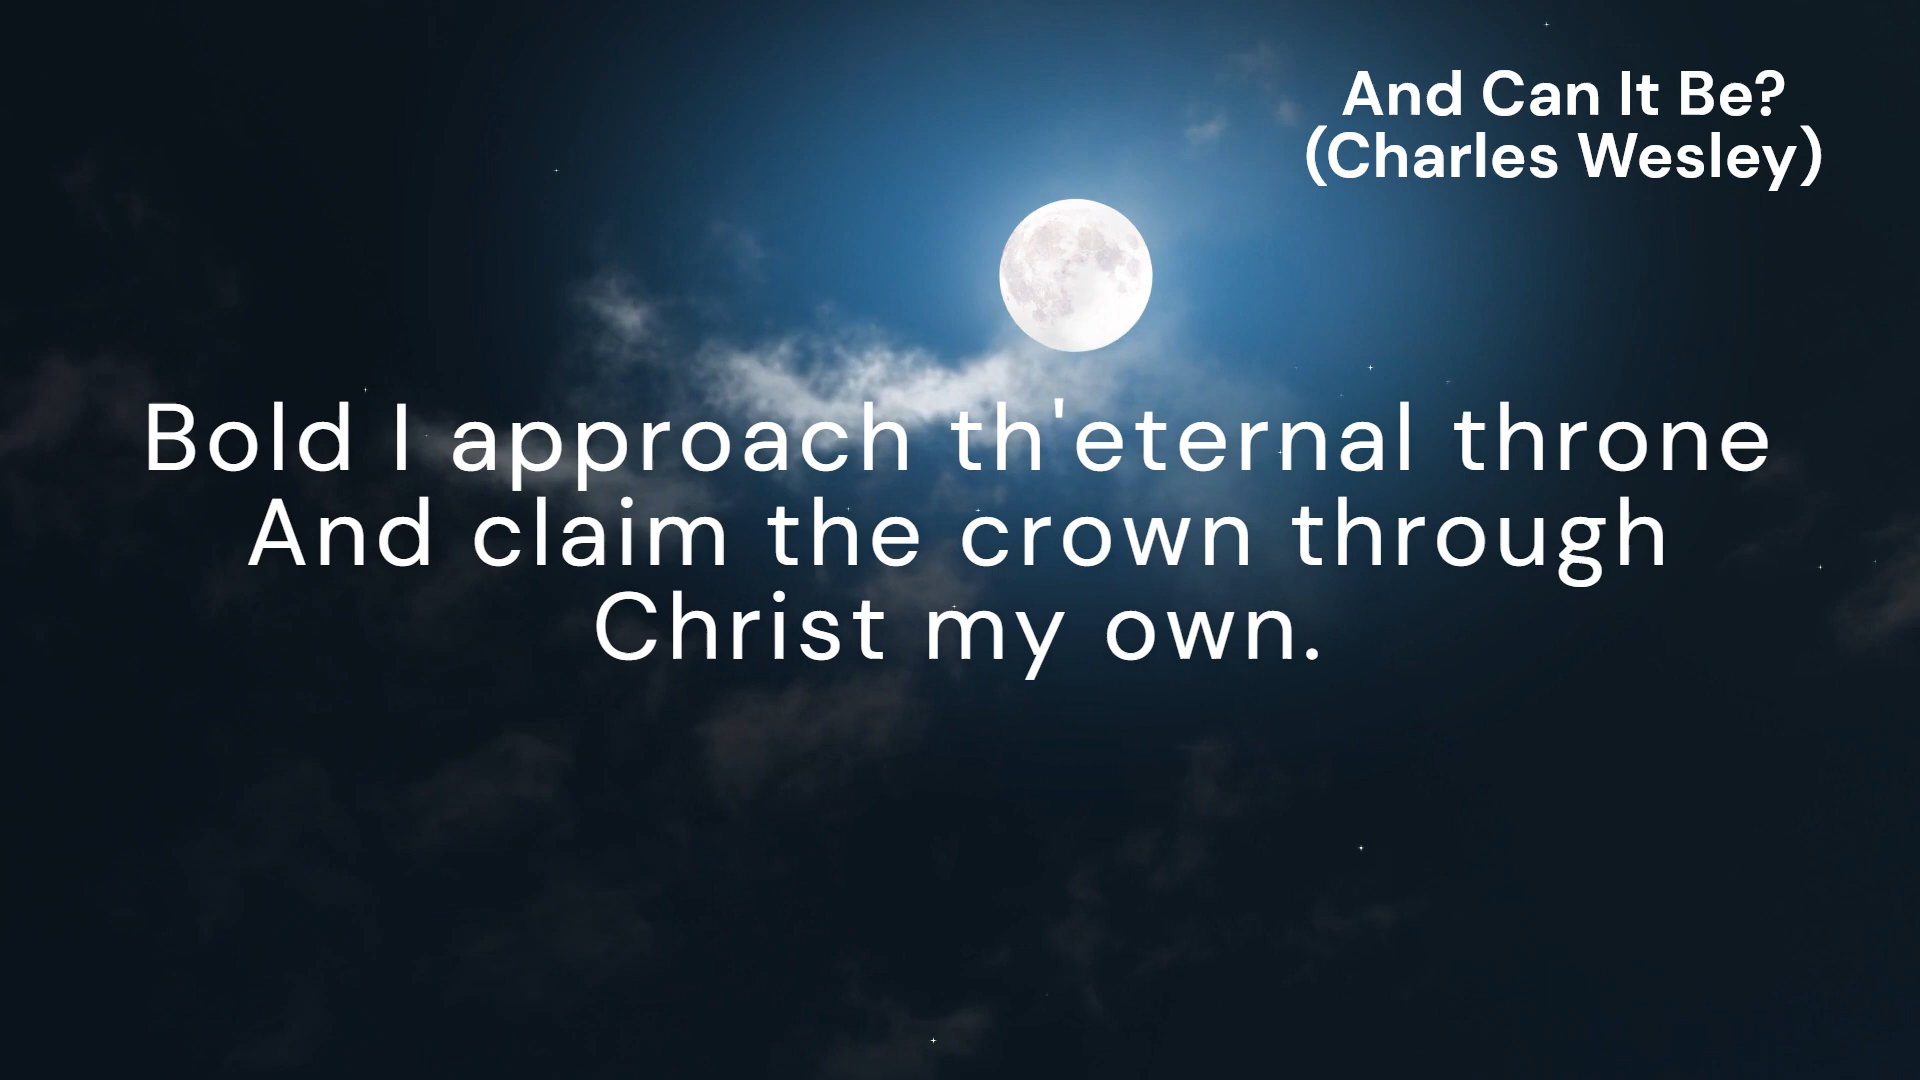 And Can It Be?
(Charles Wesley)
Bold I approach th'eternal throne
And claim the crown through
Christ my own.